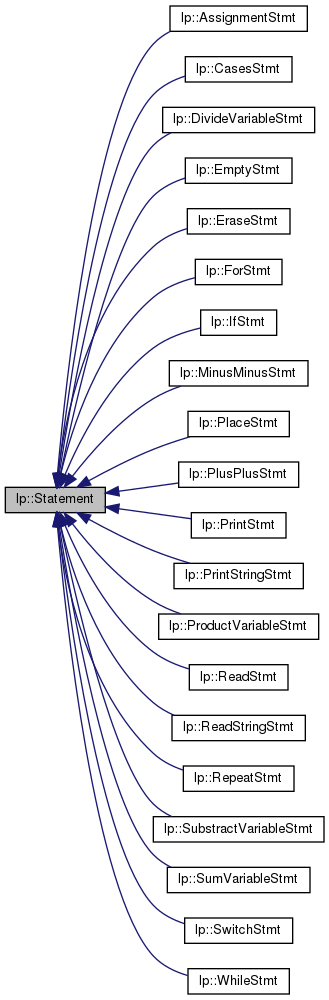 lp::AssignmentStmt
lp::CasesStmt
lp::DivideVariableStmt
lp::EmptyStmt
lp::EraseStmt
lp::ForStmt
lp::IfStmt
lp::MinusMinusStmt
lp::PlaceStmt
lp::PlusPlusStmt
lp::Statement
lp::PrintStmt
lp::PrintStringStmt
lp::ProductVariableStmt
lp::ReadStmt
lp::ReadStringStmt
lp::RepeatStmt
lp::SubstractVariableStmt
lp::SumVariableStmt
lp::SwitchStmt
lp::WhileStmt